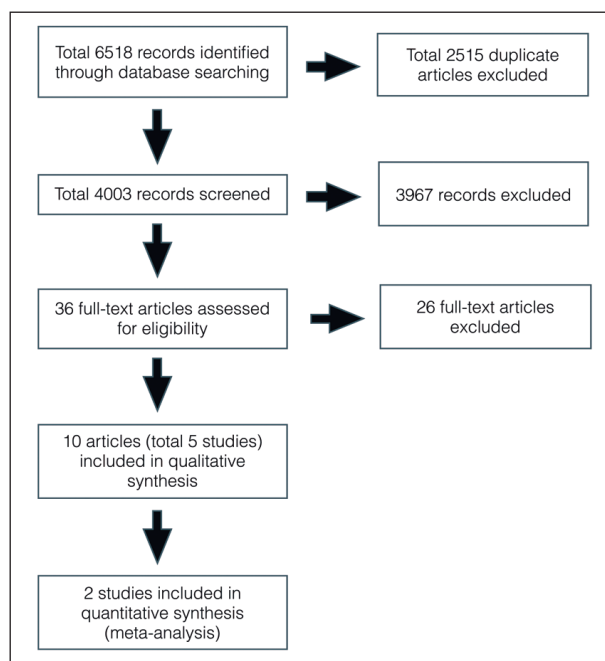 Total 6518 records identified
through database searching
Total 2515 duplicate
articles excluded
Total 4003 records screened
3967 records excluded
36 full-text articles assessed
for eligibility
26 full-text articles
excluded
10 articles (total 5 studies)
included in qualitative
synthesis
2 studies included in
quantitative synthesis
(meta-analysis)